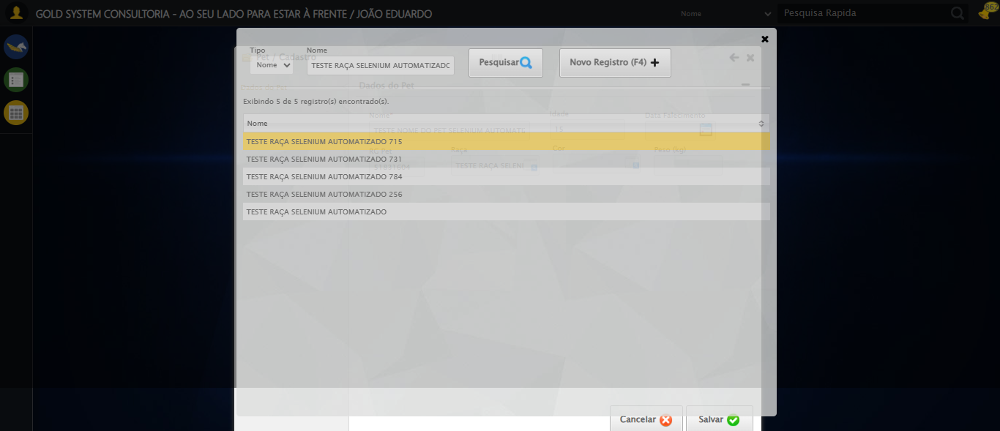 GOLD SYSTEM CONSULTORIA - AO SEU LADO PARA ESTAR À FRENTE / JOÃO EDUARDO
Nome
Pesquisa Rapida
862
Tipo
Nome
Pet / Cadastro
Nome
TESTE RAÇA SELENIUM AUTOMATIZADO
Pesquisar
Novo Registro (F4)
Dados do Pet
Dados do Pet
Exibindo 5 de 5 registro(s) encontrado(s).
Nome*
Idade
Data Falecimento
Nome
TESTE NOME DO PET SELENIUM AUTOMATIZ
15
TESTE RAÇA SELENIUM AUTOMATIZADO 715
RG Pet
Raça
Cor
Peso (kg)
TESTE RAÇA SELENIUM AUTOMATIZADO 731
51831604
TESTE RAÇA SELENI
TESTE RAÇA SELENIUM AUTOMATIZADO 784
TESTE RAÇA SELENIUM AUTOMATIZADO 256
TESTE RAÇA SELENIUM AUTOMATIZADO
Cancelar
Salvar